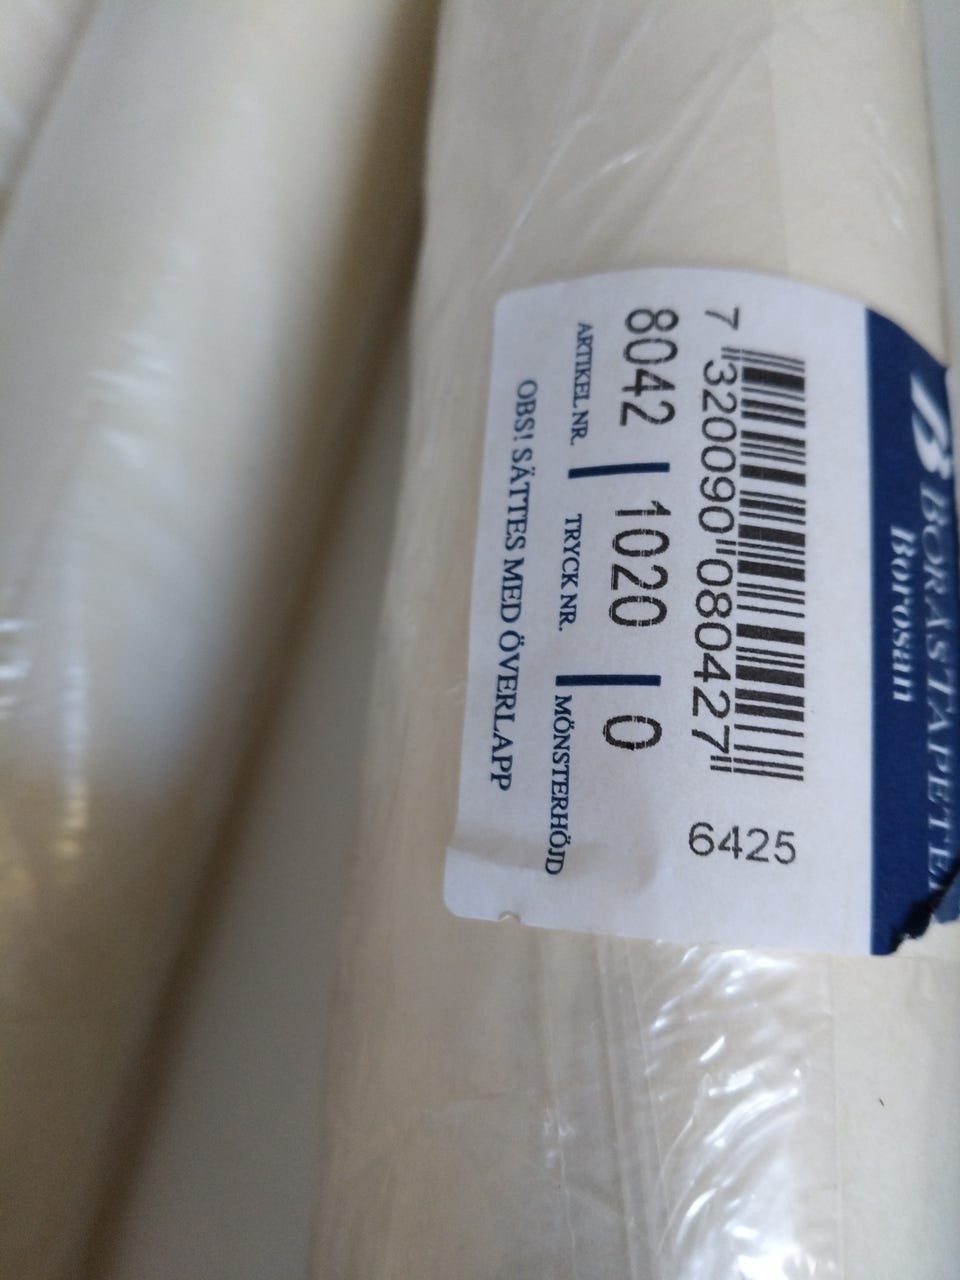 BORÅSTAPETER
Borosan
7 320090 080427
6425
8042 | 1020 | 0
ARTIKEL NR. TRYCK NR. MÖNSTERHÖJD
OBS! SÄTTES MED ÖVERLAPP